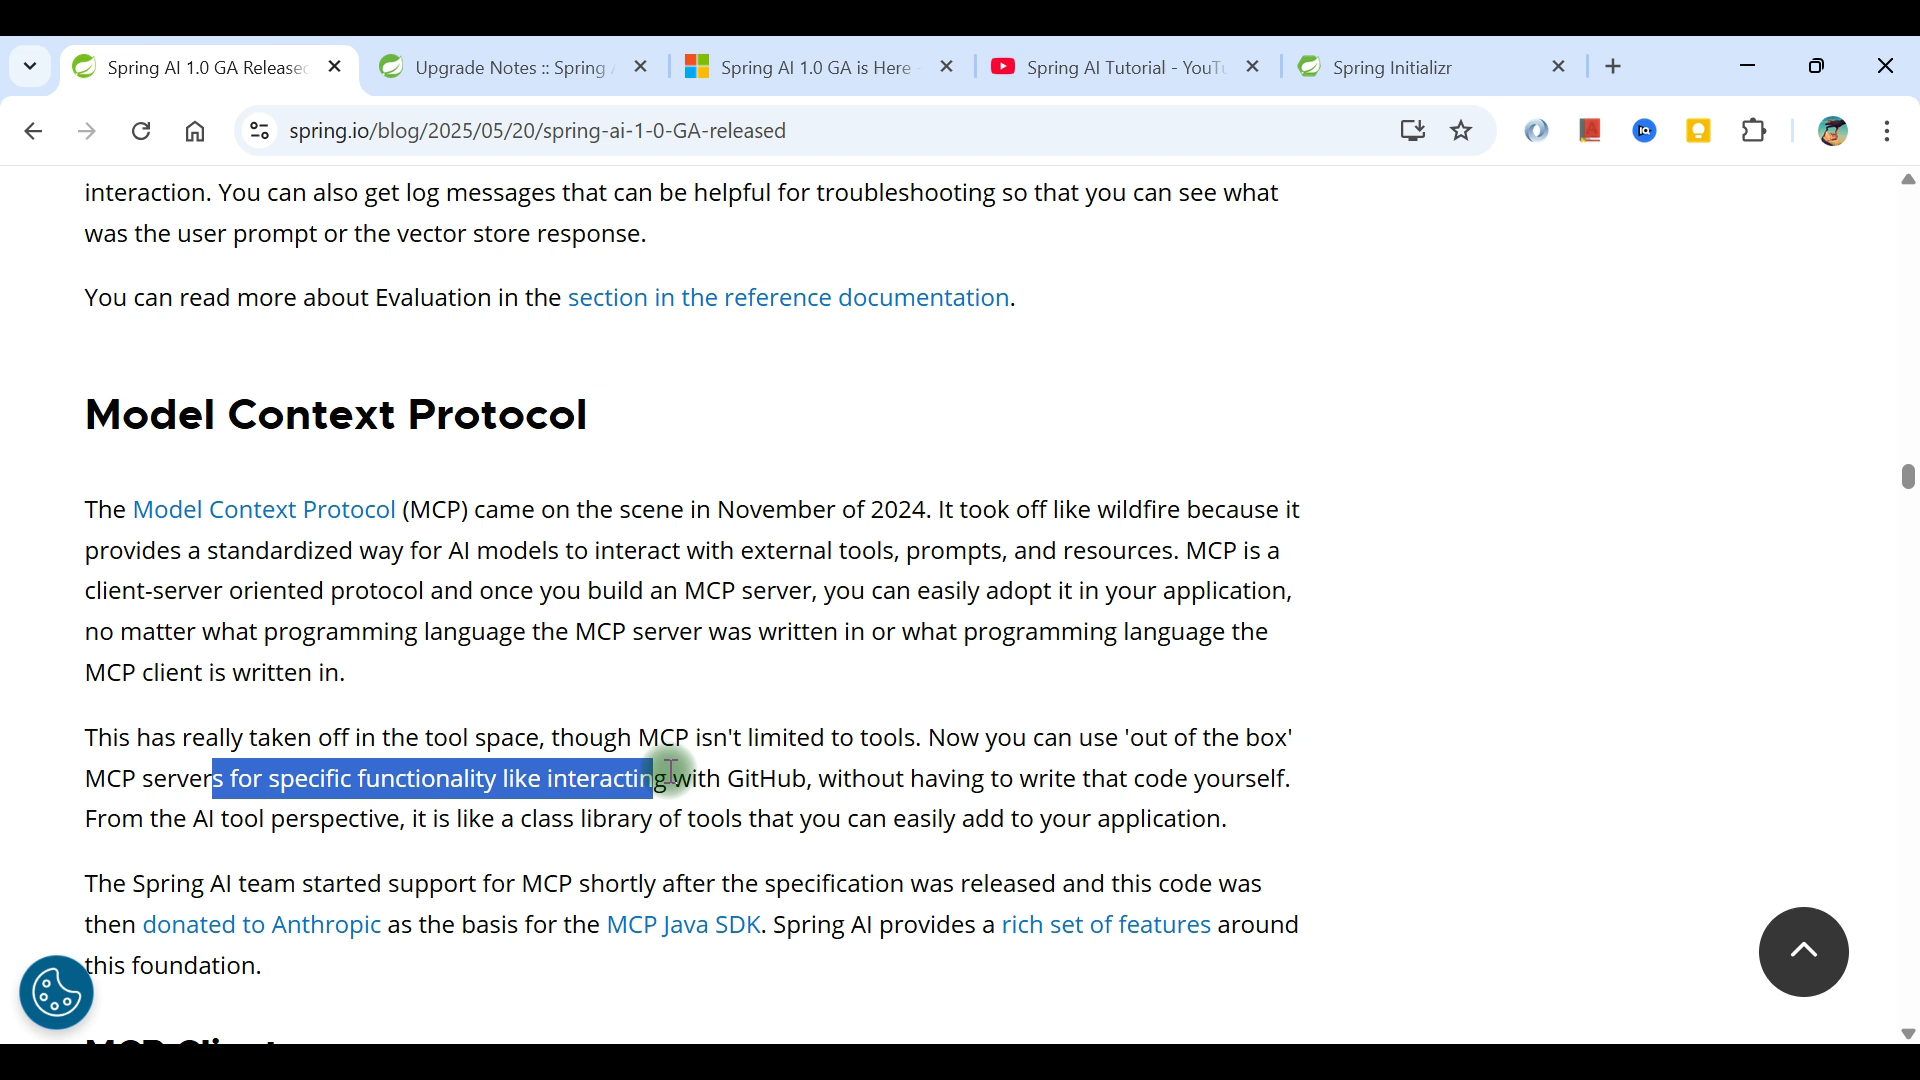 Spring AI 1.0 GA Released
Upgrade Notes :: Spring
Spring AI 1.0 GA is Here -
Spring AI Tutorial - YouTu
Spring Initializr
spring.io/blog/2025/05/20/spring-ai-1-0-GA-released
interaction. You can also get log messages that can be helpful for troubleshooting so that you can see what
was the user prompt or the vector store response.
You can read more about Evaluation in the section in the reference documentation.
Model Context Protocol
The Model Context Protocol (MCP) came on the scene in November of 2024. It took off like wildfire because it
provides a standardized way for AI models to interact with external tools, prompts, and resources. MCP is a
client-server oriented protocol and once you build an MCP server, you can easily adopt it in your application,
no matter what programming language the MCP server was written in or what programming language the
MCP client is written in.
This has really taken off in the tool space, though MCP isn't limited to tools. Now you can use 'out of the box'
MCP servers for specific functionality like interacting with GitHub, without having to write that code yourself.
From the AI tool perspective, it is like a class library of tools that you can easily add to your application.
The Spring AI team started support for MCP shortly after the specification was released and this code was
then donated to Anthropic as the basis for the MCP Java SDK. Spring AI provides a rich set of features around
this foundation.
MCP Client